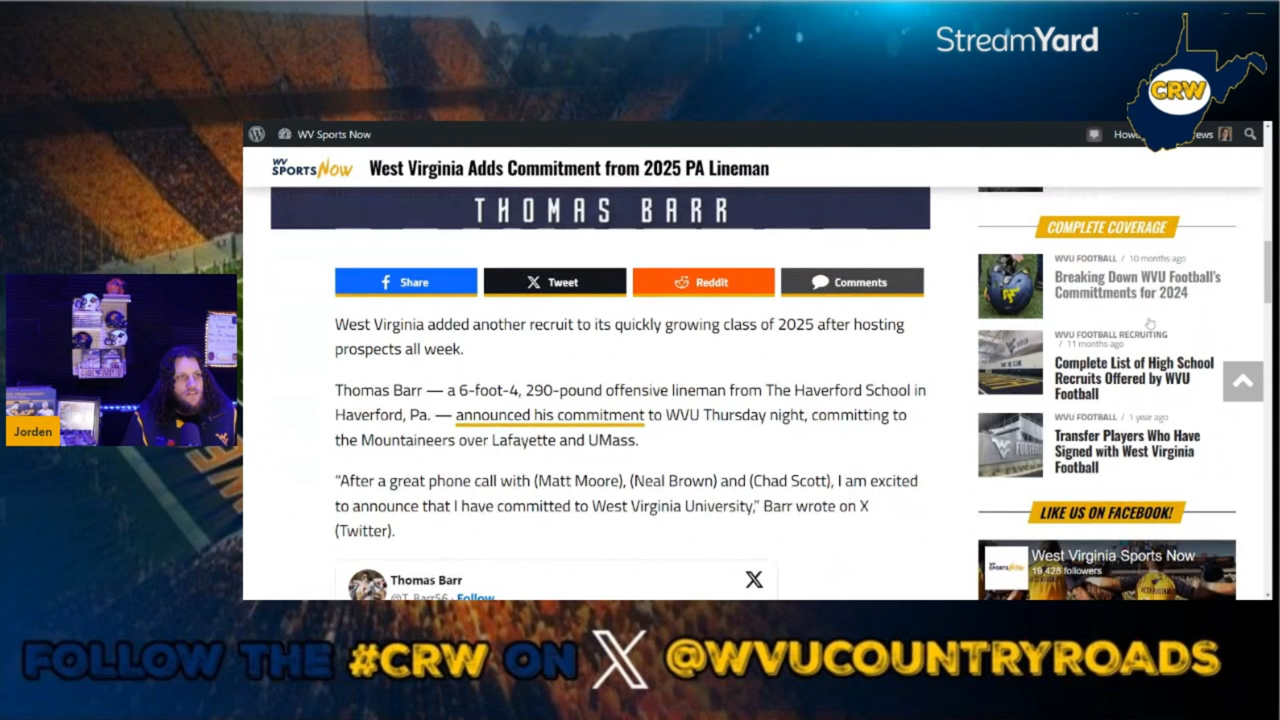 StreamYard
CRW
WV Sports Now
WV
SPORTS NOW
West Virginia Adds Commitment from 2025 PA Lineman
THOMAS BARR
Share
Tweet
Reddit
Comments
West Virginia added another recruit to its quickly growing class of 2025 after hosting
prospects all week.
Thomas Barr — a 6-foot-4, 290-pound offensive lineman from The Haverford School in
Haverford, Pa. — announced his commitment to WVU Thursday night, committing to
the Mountaineers over Lafayette and UMass.
“After a great phone call with (Matt Moore), (Neal Brown) and (Chad Scott), I am excited
to announce that I have committed to West Virginia University,” Barr wrote on X
(Twitter).
Thomas Barr
@T_Barr56 · Follow
COMPLETE COVERAGE
WVU FOOTBALL / 10 months ago
Breaking Down WVU Football’s
Committments for 2024
WVU FOOTBALL RECRUITING
/ 11 months ago
Complete List of High School
Recruits Offered by WVU
Football
WVU FOOTBALL / 1 year ago
Transfer Players Who Have
Signed with West Virginia
Football
LIKE US ON FACEBOOK!
West Virginia Sports Now
19,428 followers
Jorden
FOLLOW THE #CRW ON X @WVUCOUNTRYROADS